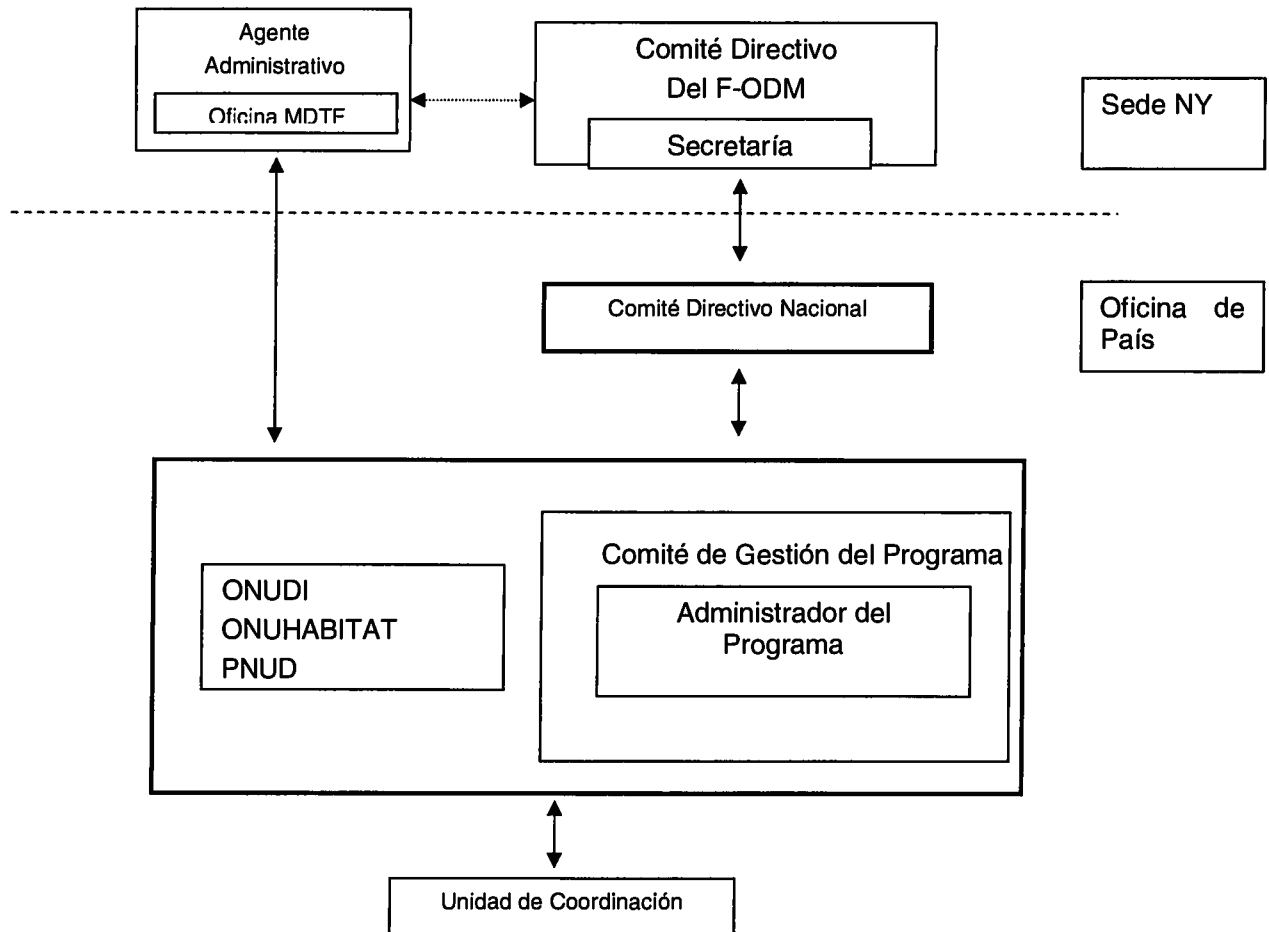 Agente
Administrativo
Oficina MDTF
Comité Directivo
Del F-ODM
Secretaría
Sede NY
Comité Directivo Nacional
Oficina de
País
ONUDI
ONUHABITAT
PNUD
Comité de Gestión del Programa
Administrador del
Programa
Unidad de Coordinación